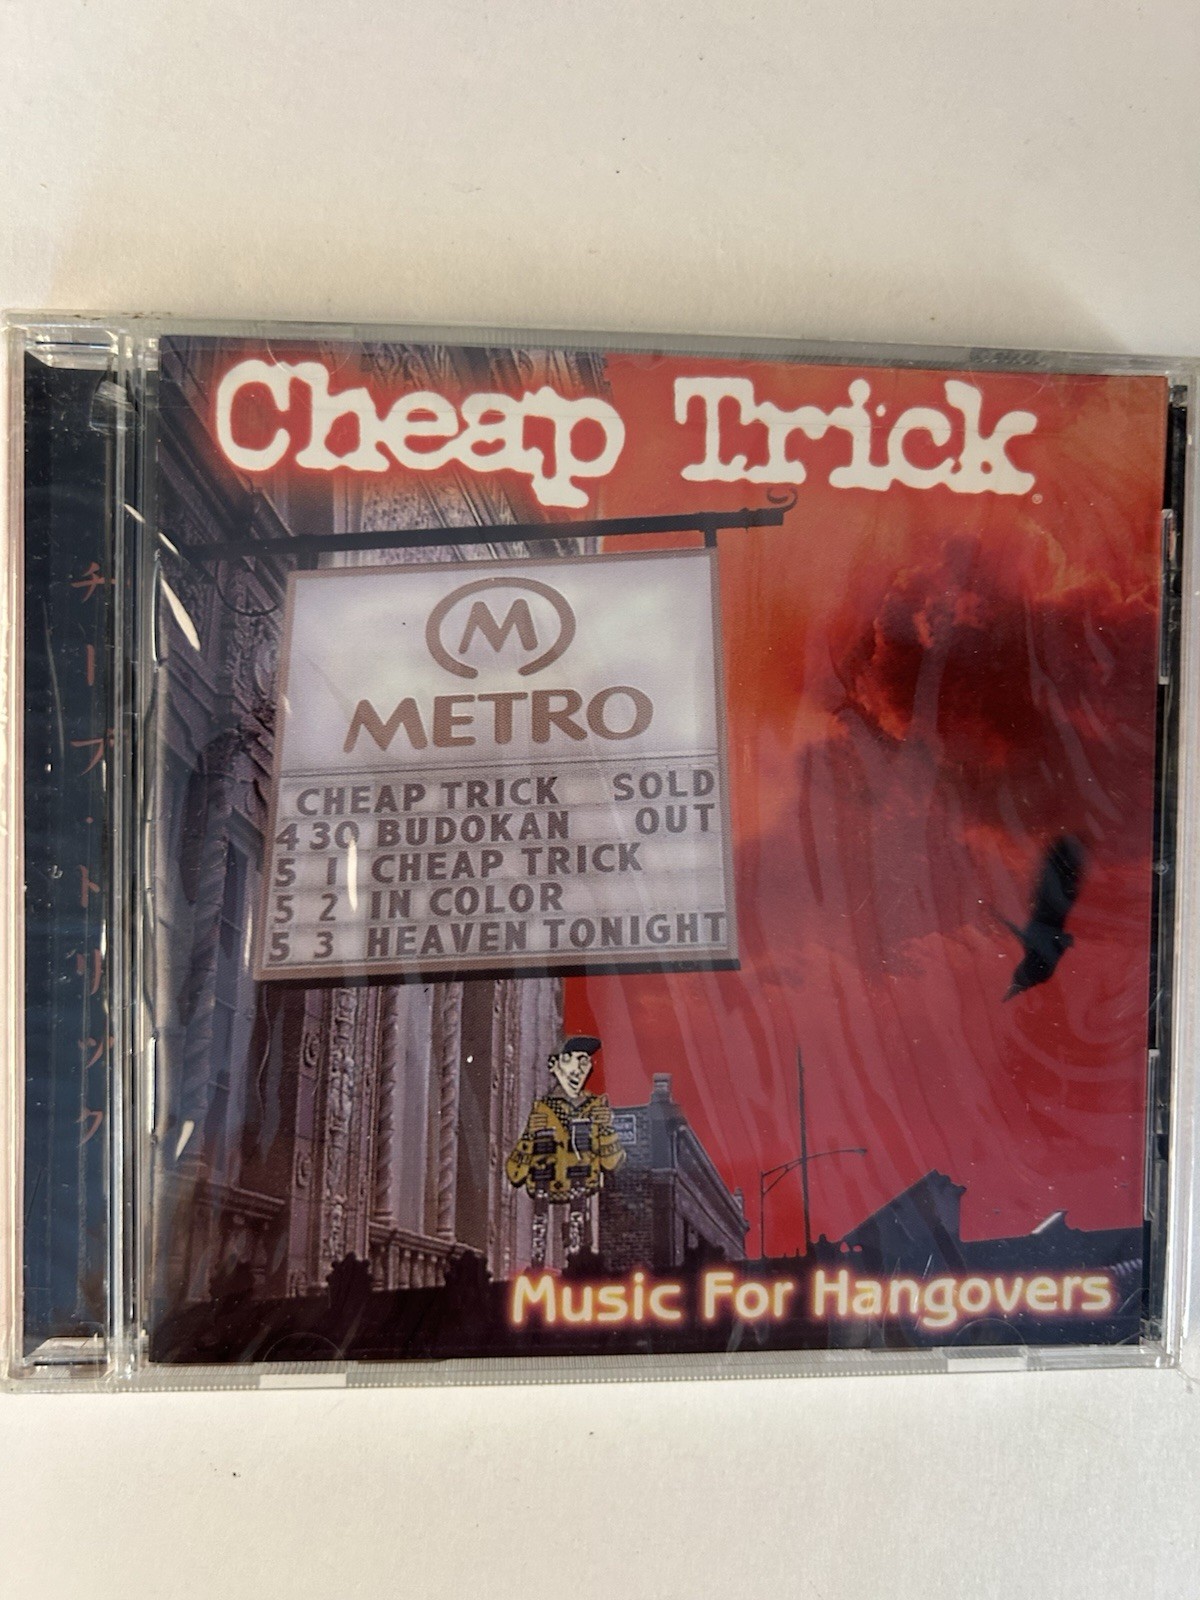 Cheap Trick®
M
METRO
CHEAP TRICK SOLD
4 30 BUDOKAN OUT
5 1 CHEAP TRICK
5 2 IN COLOR
5 3 HEAVEN TONIGHT
Music For Hangovers
チープ・トリック